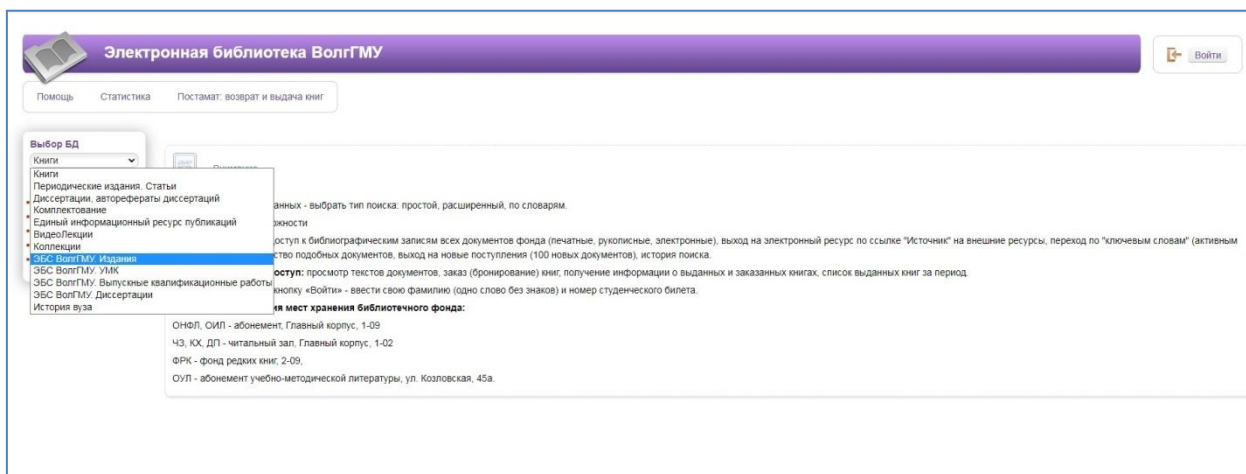 Электронная библиотека ВолгГМУ
Войти
Помощь Статистика Постамат: возврат и выдача книг
Выбор БД
Книги
Книги
Периодические издания. Статьи
Диссертации, авторефераты диссертаций
Комплектование
Единый информационный ресурс публикаций
ВидеоЛекции
Коллекции
ЭБС ВолгГМУ. Издания
ЭБС ВолгГМУ. УМК
ЭБС ВолгГМУ. Выпускные квалификационные работы
ЭБС ВолГМУ. Диссертации
История вуза
анных - выбрать тип поиска: простой, расширенный, по словарям.
ожности
оступ к библиографическим записям всех документов фонда (печатные, рукописные, электронные), выход на электронный ресурс по ссылке "Источник" на внешние ресурсы, переход по "ключевым словам" (активным
ство подобных документов, выход на новые поступления (100 новых документов), история поиска.
оступ: просмотр текстов документов, заказ (бронирование) книг, получение информации о выданных и заказанных книгах, список выданных книг за период.
кнопку «Войти» - ввести свою фамилию (одно слово без знаков) и номер студенческого билета.
ия мест хранения библиотечного фонда:
ОНФЛ, ОИЛ - абонемент, Главный корпус, 1-09
ЧЗ, КХ, ДП - читальный зал, Главный корпус, 1-02
ФРК - фонд редких книг, 2-09,
ОУЛ - абонемент учебно-методической литературы, ул. Козловская, 45а.